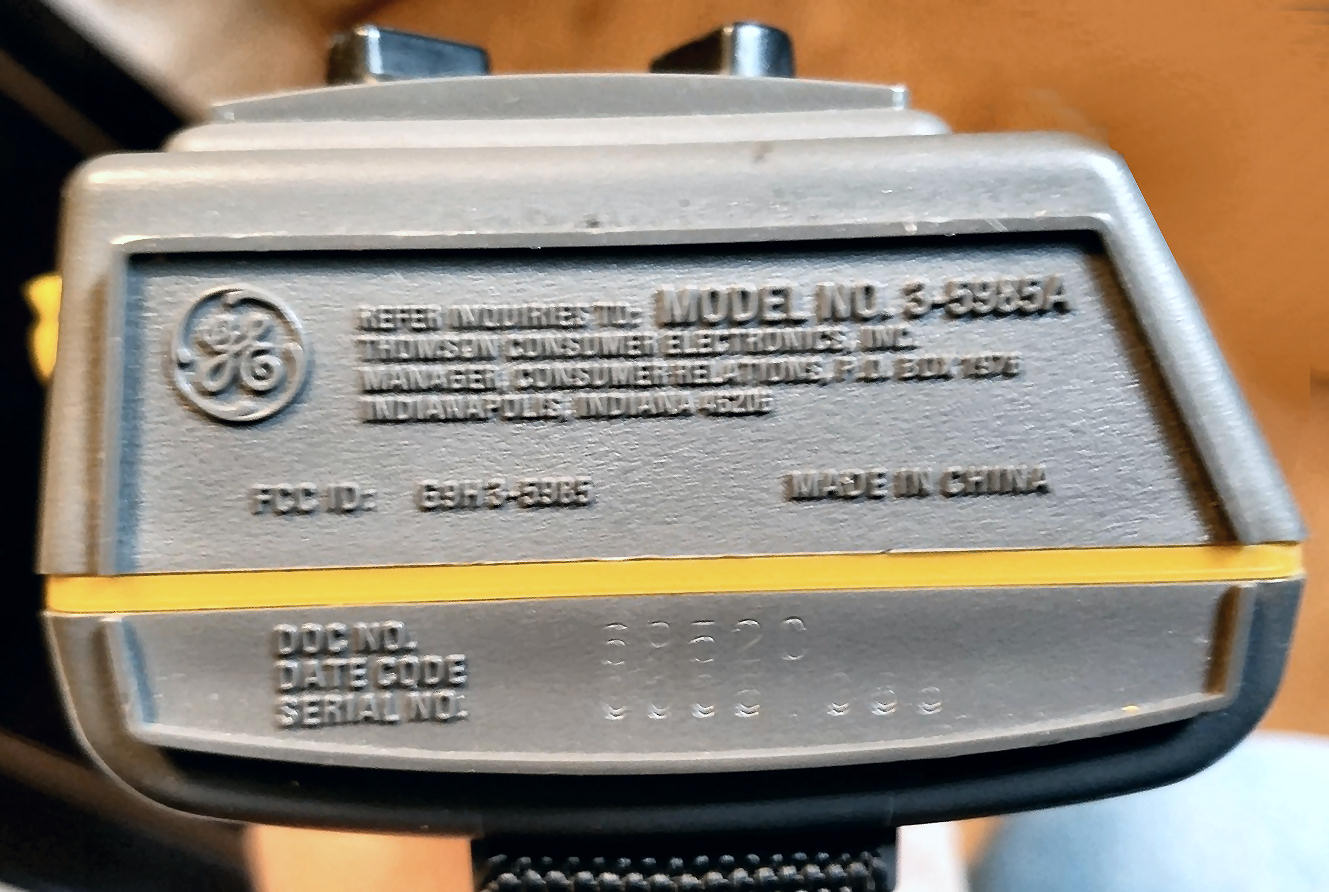 GE
REFER INQUIRIES TO: MODEL NO. 3-5985A
THOMSON CONSUMER ELECTRONICS, INC.
MANAGER, CONSUMER RELATIONS, P.O. BOX 1976
INDIANAPOLIS, INDIANA 46206
FCC ID: G9H3-5985
MADE IN CHINA
DOC NO.
DATE CODE
SERIAL NO: